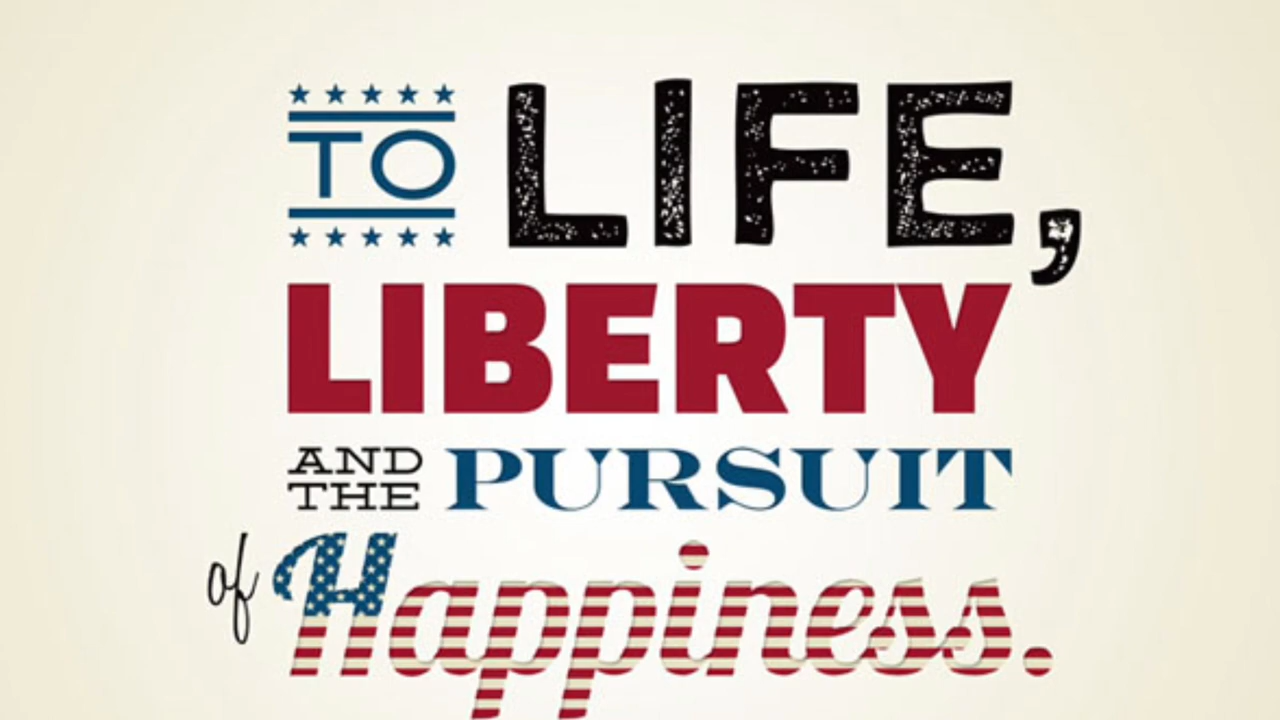 TO LIFE,
LIBERTY
AND THE PURSUIT
of Happiness.